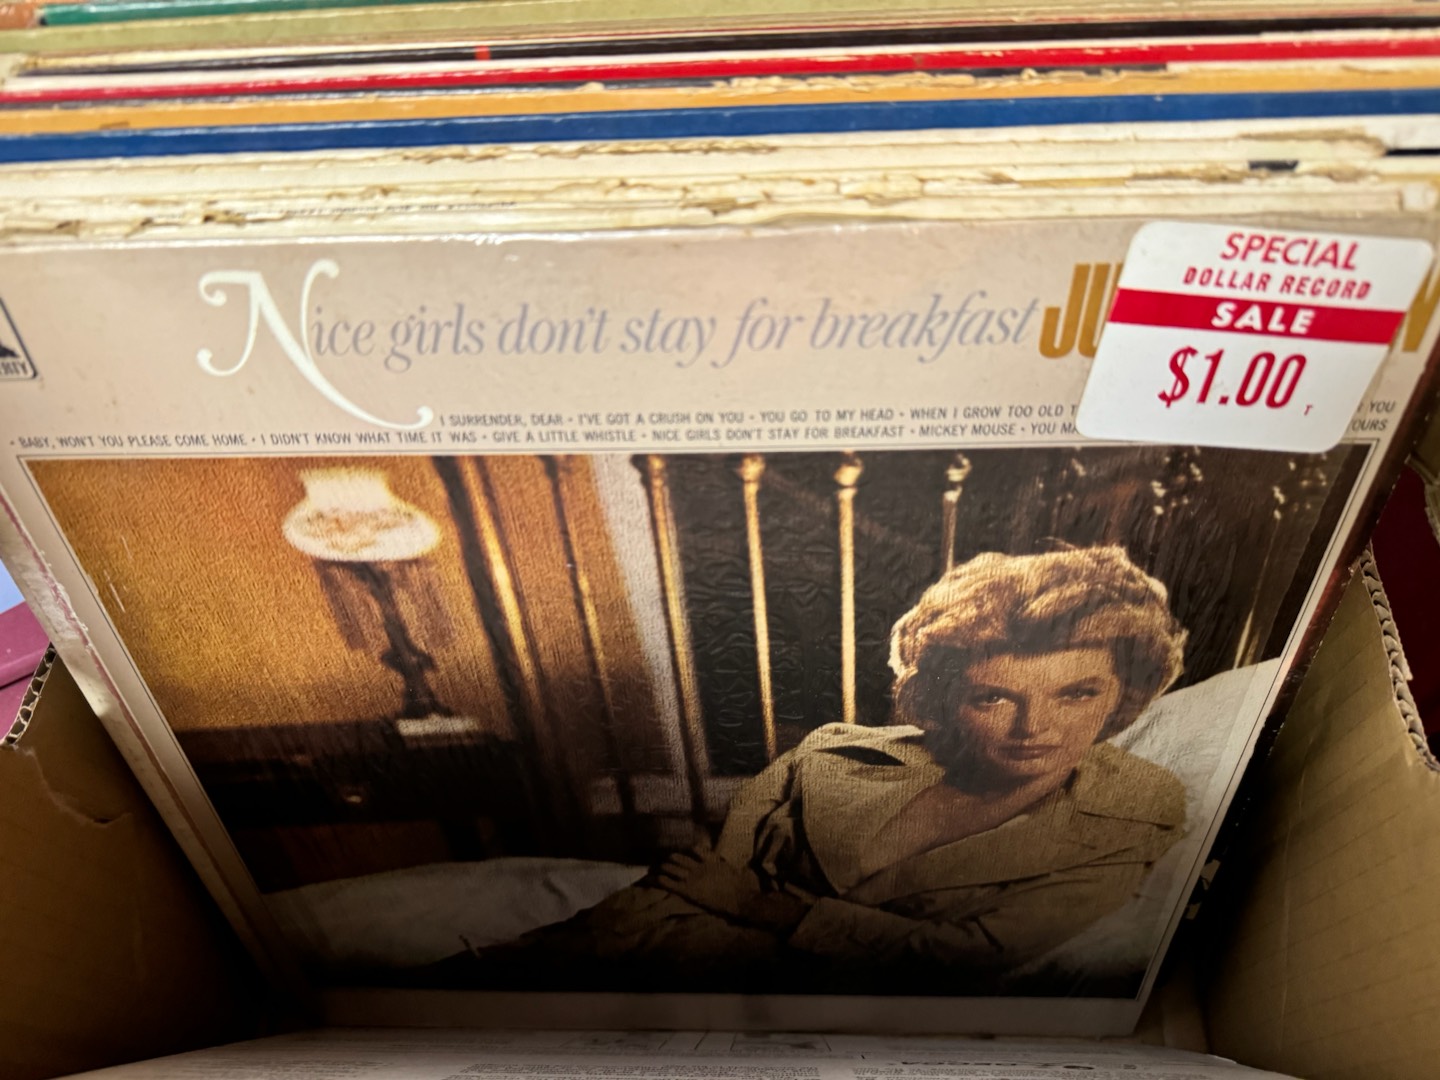 SPECIAL
DOLLAR RECORD
SALE
$1.00
T
Nice girls don't stay for breakfast
I SURRENDER, DEAR • I'VE GOT A CRUSH ON YOU • YOU GO TO MY HEAD • WHEN I GROW TOO OLD YOU
• BABY, WON'T YOU PLEASE COME HOME • I DIDN'T KNOW WHAT TIME IT WAS • GIVE A LITTLE WHISTLE • NICE GIRLS DON'T STAY FOR BREAKFAST • MICKEY MOUSE • YOU